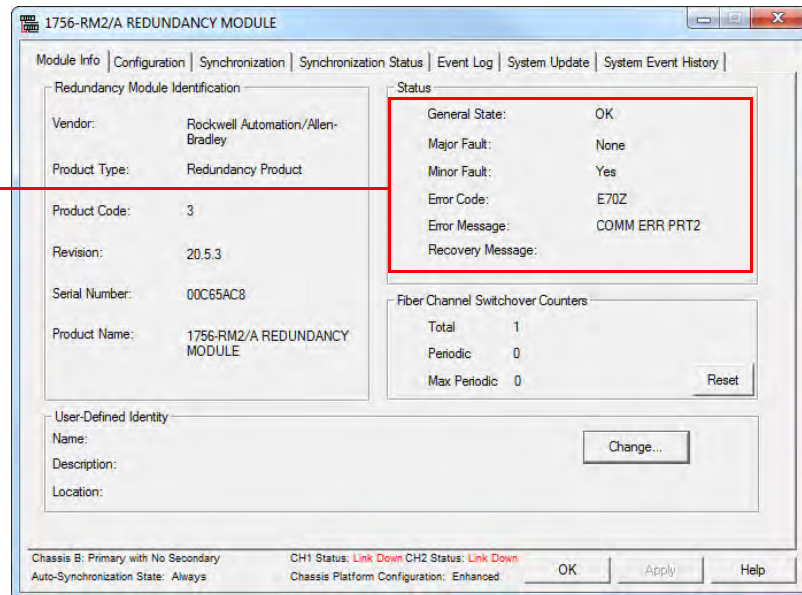 1756-RM2/A REDUNDANCY MODULE
Module Info Configuration Synchronization Synchronization Status Event Log System Update System Event History
Redundancy Module Identification
Vendor: Rockwell Automation/Allen-
Bradley
Product Type: Redundancy Product
Product Code: 3
Revision: 20.5.3
Serial Number: 00C65AC8
Product Name: 1756-RM2/A REDUNDANCY
MODULE
Status
General State: OK
Major Fault: None
Minor Fault: Yes
Error Code: E70Z
Error Message: COMM ERR PRT2
Recovery Message:
Fiber Channel Switchover Counters
Total 1
Periodic 0
Max Periodic 0
Reset
User-Defined Identity
Name:
Description:
Location:
Change...
Chassis B: Primary with No Secondary CH1 Status: Link Down CH2 Status: Link Down
Auto-Synchronization State: Always Chassis Platform Configuration: Enhanced
OK Apply Help